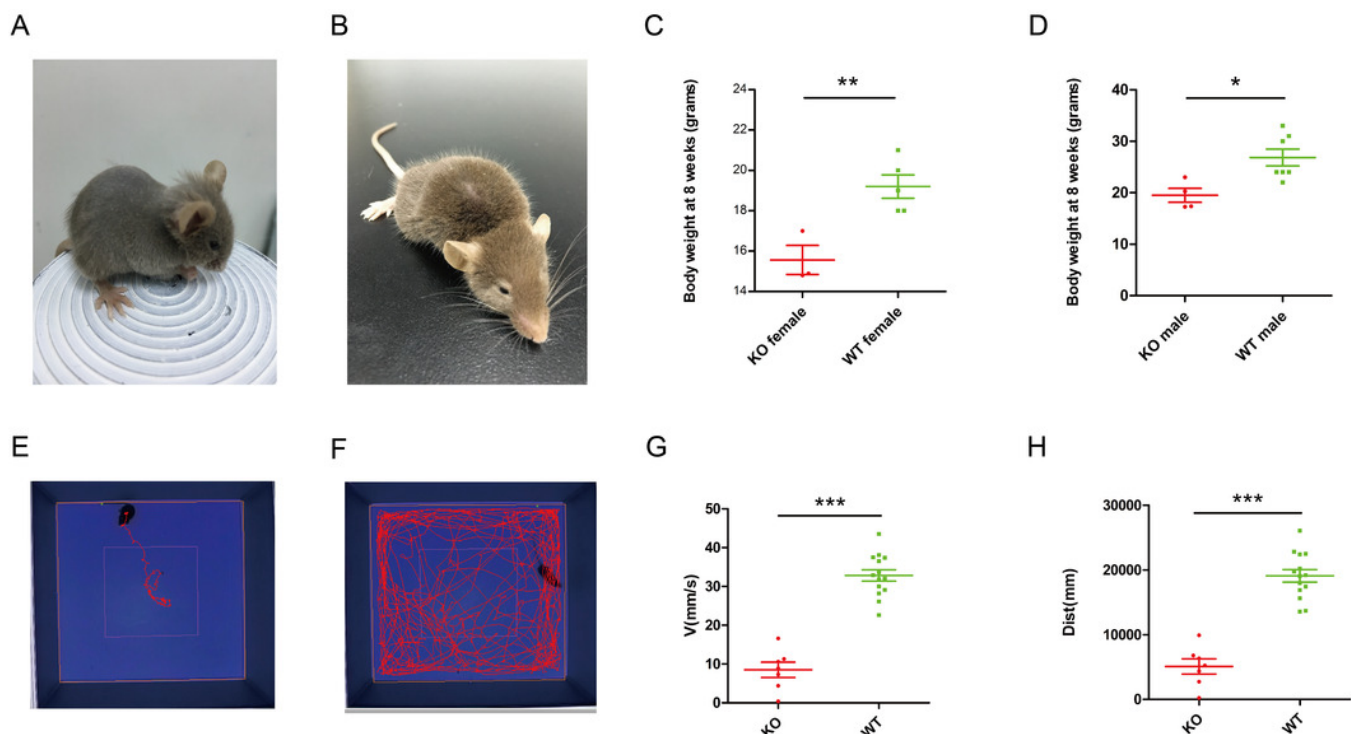 A
B
C
D
Body weight at 8 weeks (grams)
24
22
20
18
16
14
**
KO female
WT female
Body weight at 8 weeks (grams)
40
30
20
10
0
*
KO male
WT male
E
F
G
H
V(mm/s)
50
40
30
20
10
0
***
KO
WT
Dist(mm)
30000
20000
10000
0
***
KO
WT